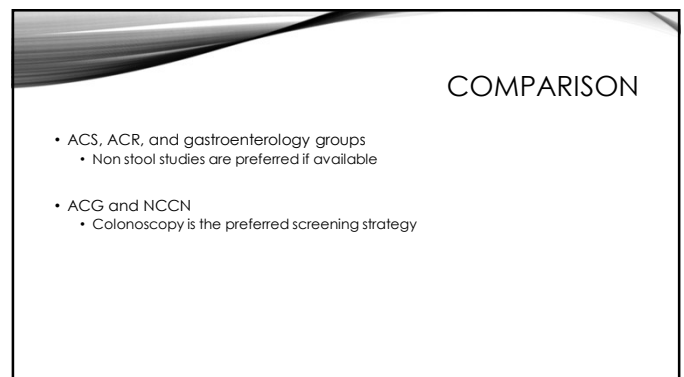 COMPARISON
• ACS, ACR, and gastroenterology groups
• Non stool studies are preferred if available
• ACG and NCCN
• Colonoscopy is the preferred screening strategy